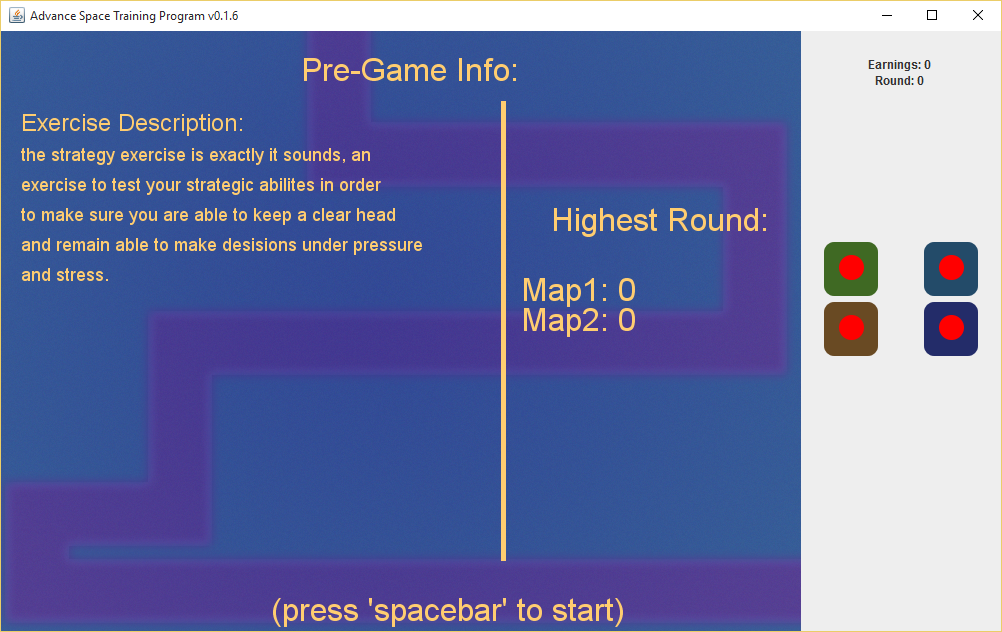 Advance Space Training Program v0.1.6
Pre-Game Info:
Earnings: 0
Round: 0
Exercise Description:
the strategy exercise is exactly it sounds, an
exercise to test your strategic abilites in order
to make sure you are able to keep a clear head
and remain able to make desisions under pressure
and stress.
Highest Round:
Map1: 0
Map2: 0
(press 'spacebar' to start)